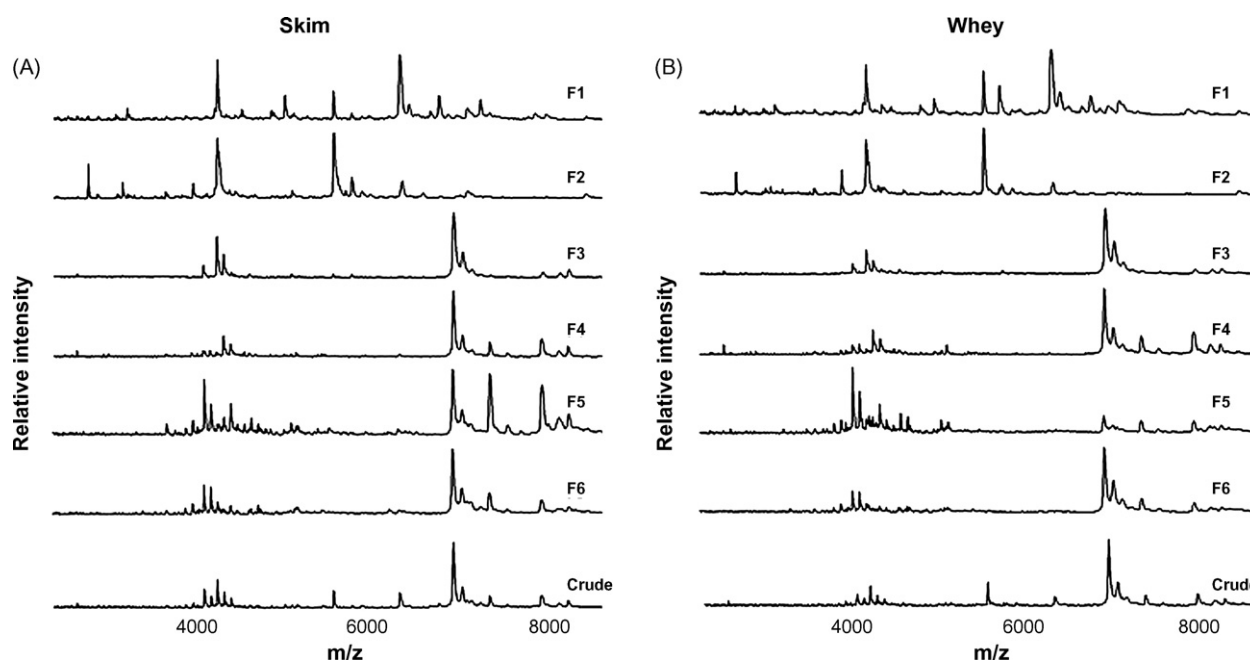 Skim
(A)
F1
F2
F3
F4
F5
F6
Crude
Relative intensity
4000 6000 8000
m/z
Whey
(B)
F1
F2
F3
F4
F5
F6
Crude
Relative intensity
4000 6000 8000
m/z